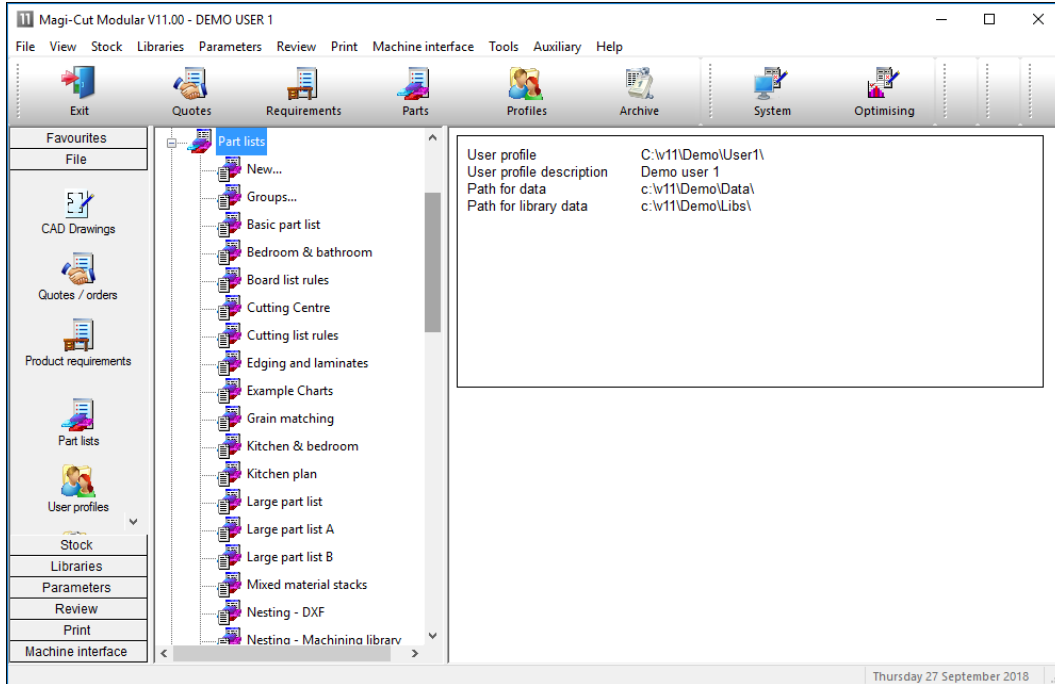 Magi-Cut Modular V11.00 - DEMO USER 1
File View Stock Libraries Parameters Review Print Machine interface Tools Auxiliary Help
Exit Quotes Requirements Parts Profiles Archive System Optimising
Favourites
File
CAD Drawings
Quotes / orders
Product requirements
Part lists
User profiles
Stock
Libraries
Parameters
Review
Print
Machine interface
Part lists
New...
Groups...
Basic part list
Bedroom & bathroom
Board list rules
Cutting Centre
Cutting list rules
Edging and laminates
Example Charts
Grain matching
Kitchen & bedroom
Kitchen plan
Large part list
Large part list A
Large part list B
Mixed material stacks
Nesting - DXF
Nesting - Machining library
User profile C:\v11\Demo\User1\
User profile description Demo user 1
Path for data c:\v11\Demo\Data\
Path for library data c:\v11\Demo\Libs\
Thursday 27 September 2018